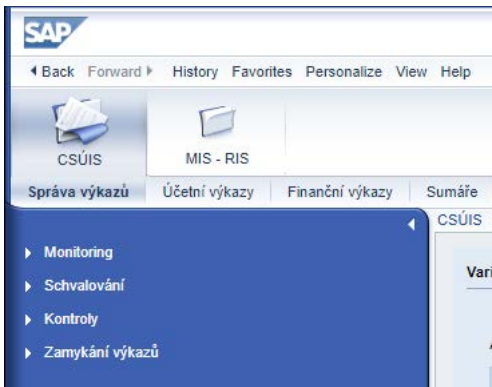 SAP
Back Forward History Favorites Personalize View Help
CSÚIS MIS - RIS
Správa výkazů Účetní výkazy Finanční výkazy Sumáře
CSÚIS
Monitoring
Schvalování
Kontroly
Zamykání výkazů